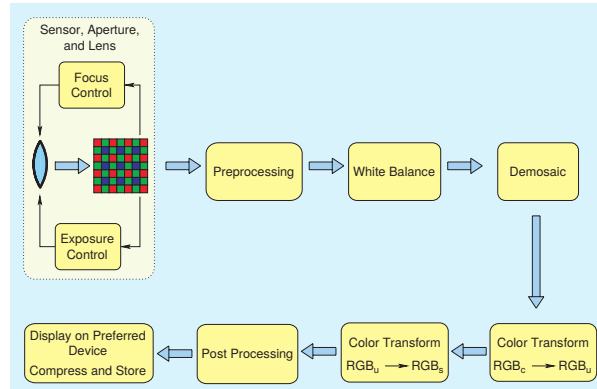 Sensor, Aperture,
and Lens
Focus
Control
Exposure
Control
Preprocessing
White Balance
Demosaic
Color Transform
RGBc → RGBu
Color Transform
RGBu → RGBs
Post Processing
Display on Preferred
Device
Compress and Store